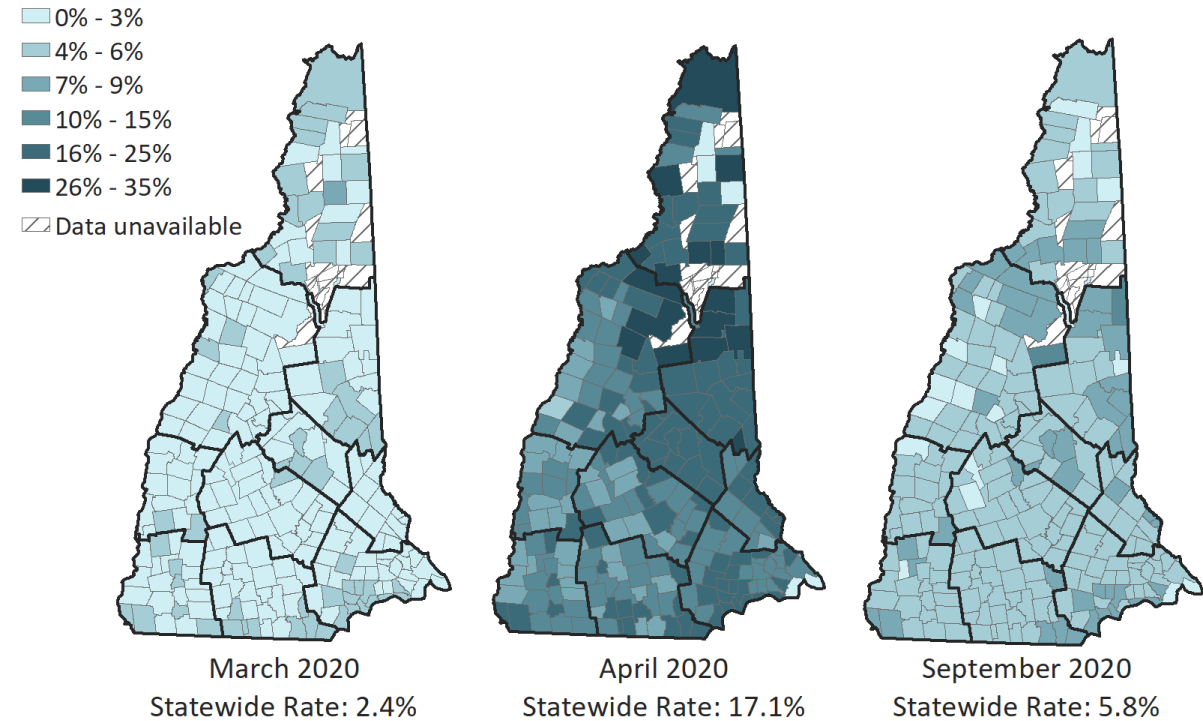 0% - 3%
4% - 6%
7% - 9%
10% - 15%
16% - 25%
26% - 35%
Data unavailable
March 2020
Statewide Rate: 2.4%
April 2020
Statewide Rate: 17.1%
September 2020
Statewide Rate: 5.8%